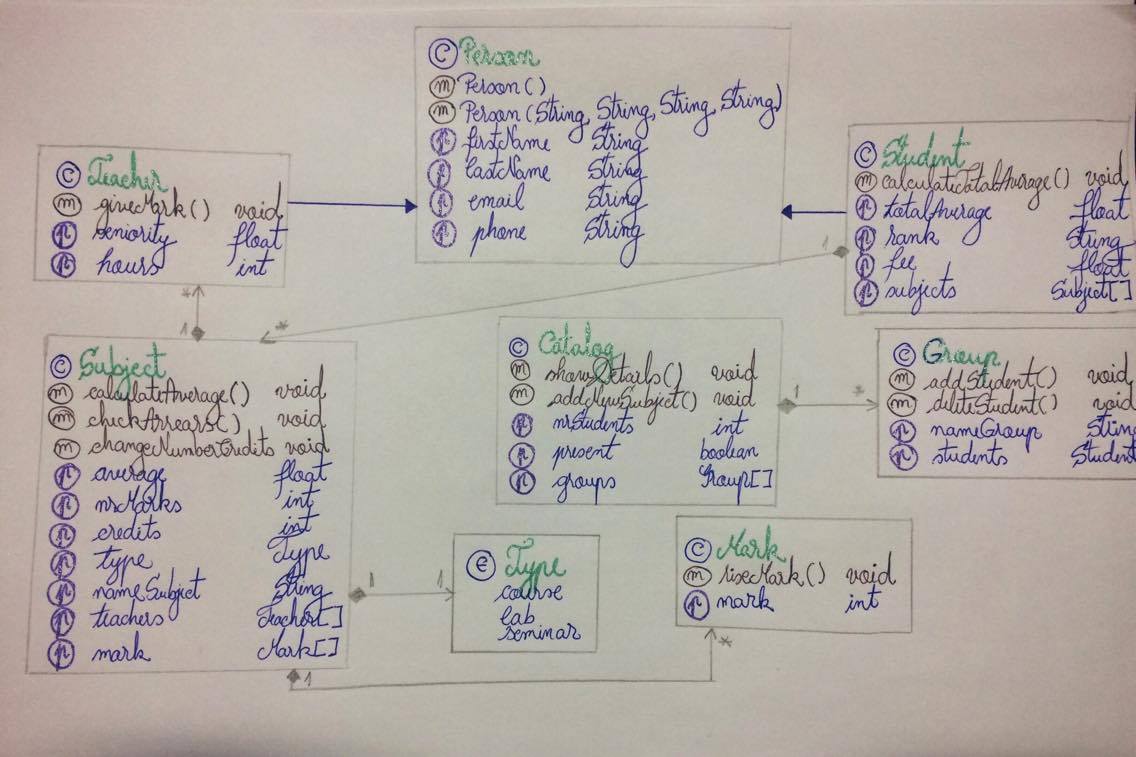 C Person
m Person()
m Person(String, String, String, String)
p firstName String
p lastName String
p email String
p phone String
C Teacher
m giveMark() void
p seniority float
p hours int
C Student
m calculateTotalAverage() void
p totalAverage float
p rank String
p fee float
p subjects Subject[]
1
*
*
1
C Subject
m calculateAverage() void
m checkArrears() void
m changeNumberCredits void
p average float
p nrMarks int
p credits int
p type Type
p nameSubject String
p teachers Teacher[]
p mark Mark[]
C Catalog
m showDetails() void
m addNewSubject() void
p nrStudents int
p present boolean
p groups Group[]
1 *
C Group
m addStudent() void
m deleteStudent() void
p nameGroup Strin
p students Student
1 1
E Type
course
lab
seminar
C Mark
m riseMark() void
p mark int
*
1